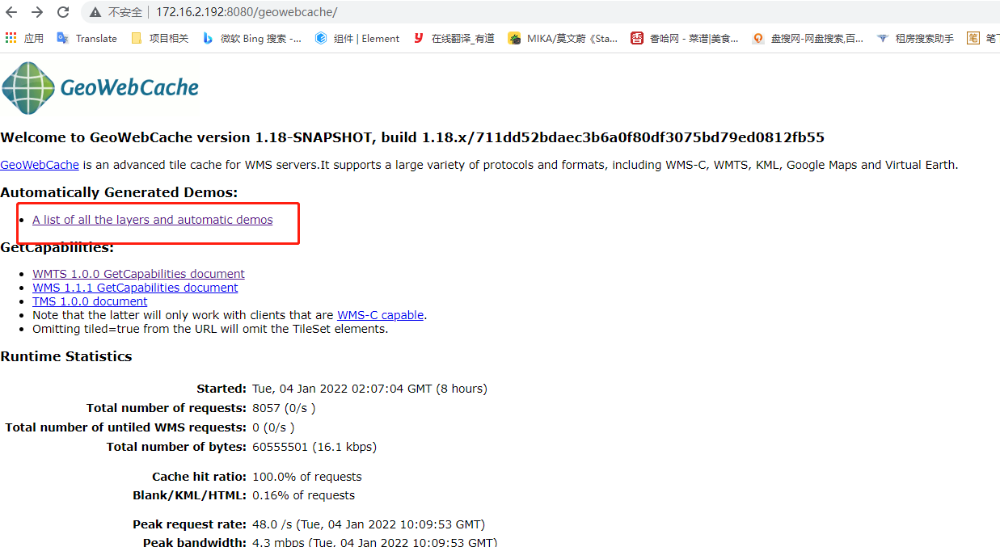 不安全 | 172.16.2.192:8080/geowebcache/
应用 Translate 项目相关 微软 Bing 搜索 -... 组件 | Element 在线翻译_有道 MIKA/莫文蔚《Sta... 香哈网 - 菜谱|美食... 盘搜网-网盘搜索,百... 租房搜索助手 笔 笔下
GeoWebCache
Welcome to GeoWebCache version 1.18-SNAPSHOT, build 1.18.x/711dd52bdaec3b6a0f80df3075bd79ed0812fb55
GeoWebCache is an advanced tile cache for WMS servers.It supports a large variety of protocols and formats, including WMS-C, WMTS, KML, Google Maps and Virtual Earth.
Automatically Generated Demos:
• A list of all the layers and automatic demos
GetCapabilities:
• WMTS 1.0.0 GetCapabilities document
• WMS 1.1.1 GetCapabilities document
• TMS 1.0.0 document
• Note that the latter will only work with clients that are WMS-C capable.
• Omitting tiled=true from the URL will omit the TileSet elements.
Runtime Statistics
Started: Tue, 04 Jan 2022 02:07:04 GMT (8 hours)
Total number of requests: 8057 (0/s )
Total number of untiled WMS requests: 0 (0/s )
Total number of bytes: 60555501 (16.1 kbps)
Cache hit ratio: 100.0% of requests
Blank/KML/HTML: 0.16% of requests
Peak request rate: 48.0 /s (Tue, 04 Jan 2022 10:09:53 GMT)
Peak bandwidth: 4.3 mbps (Tue, 04 Jan 2022 10:09:53 GMT)